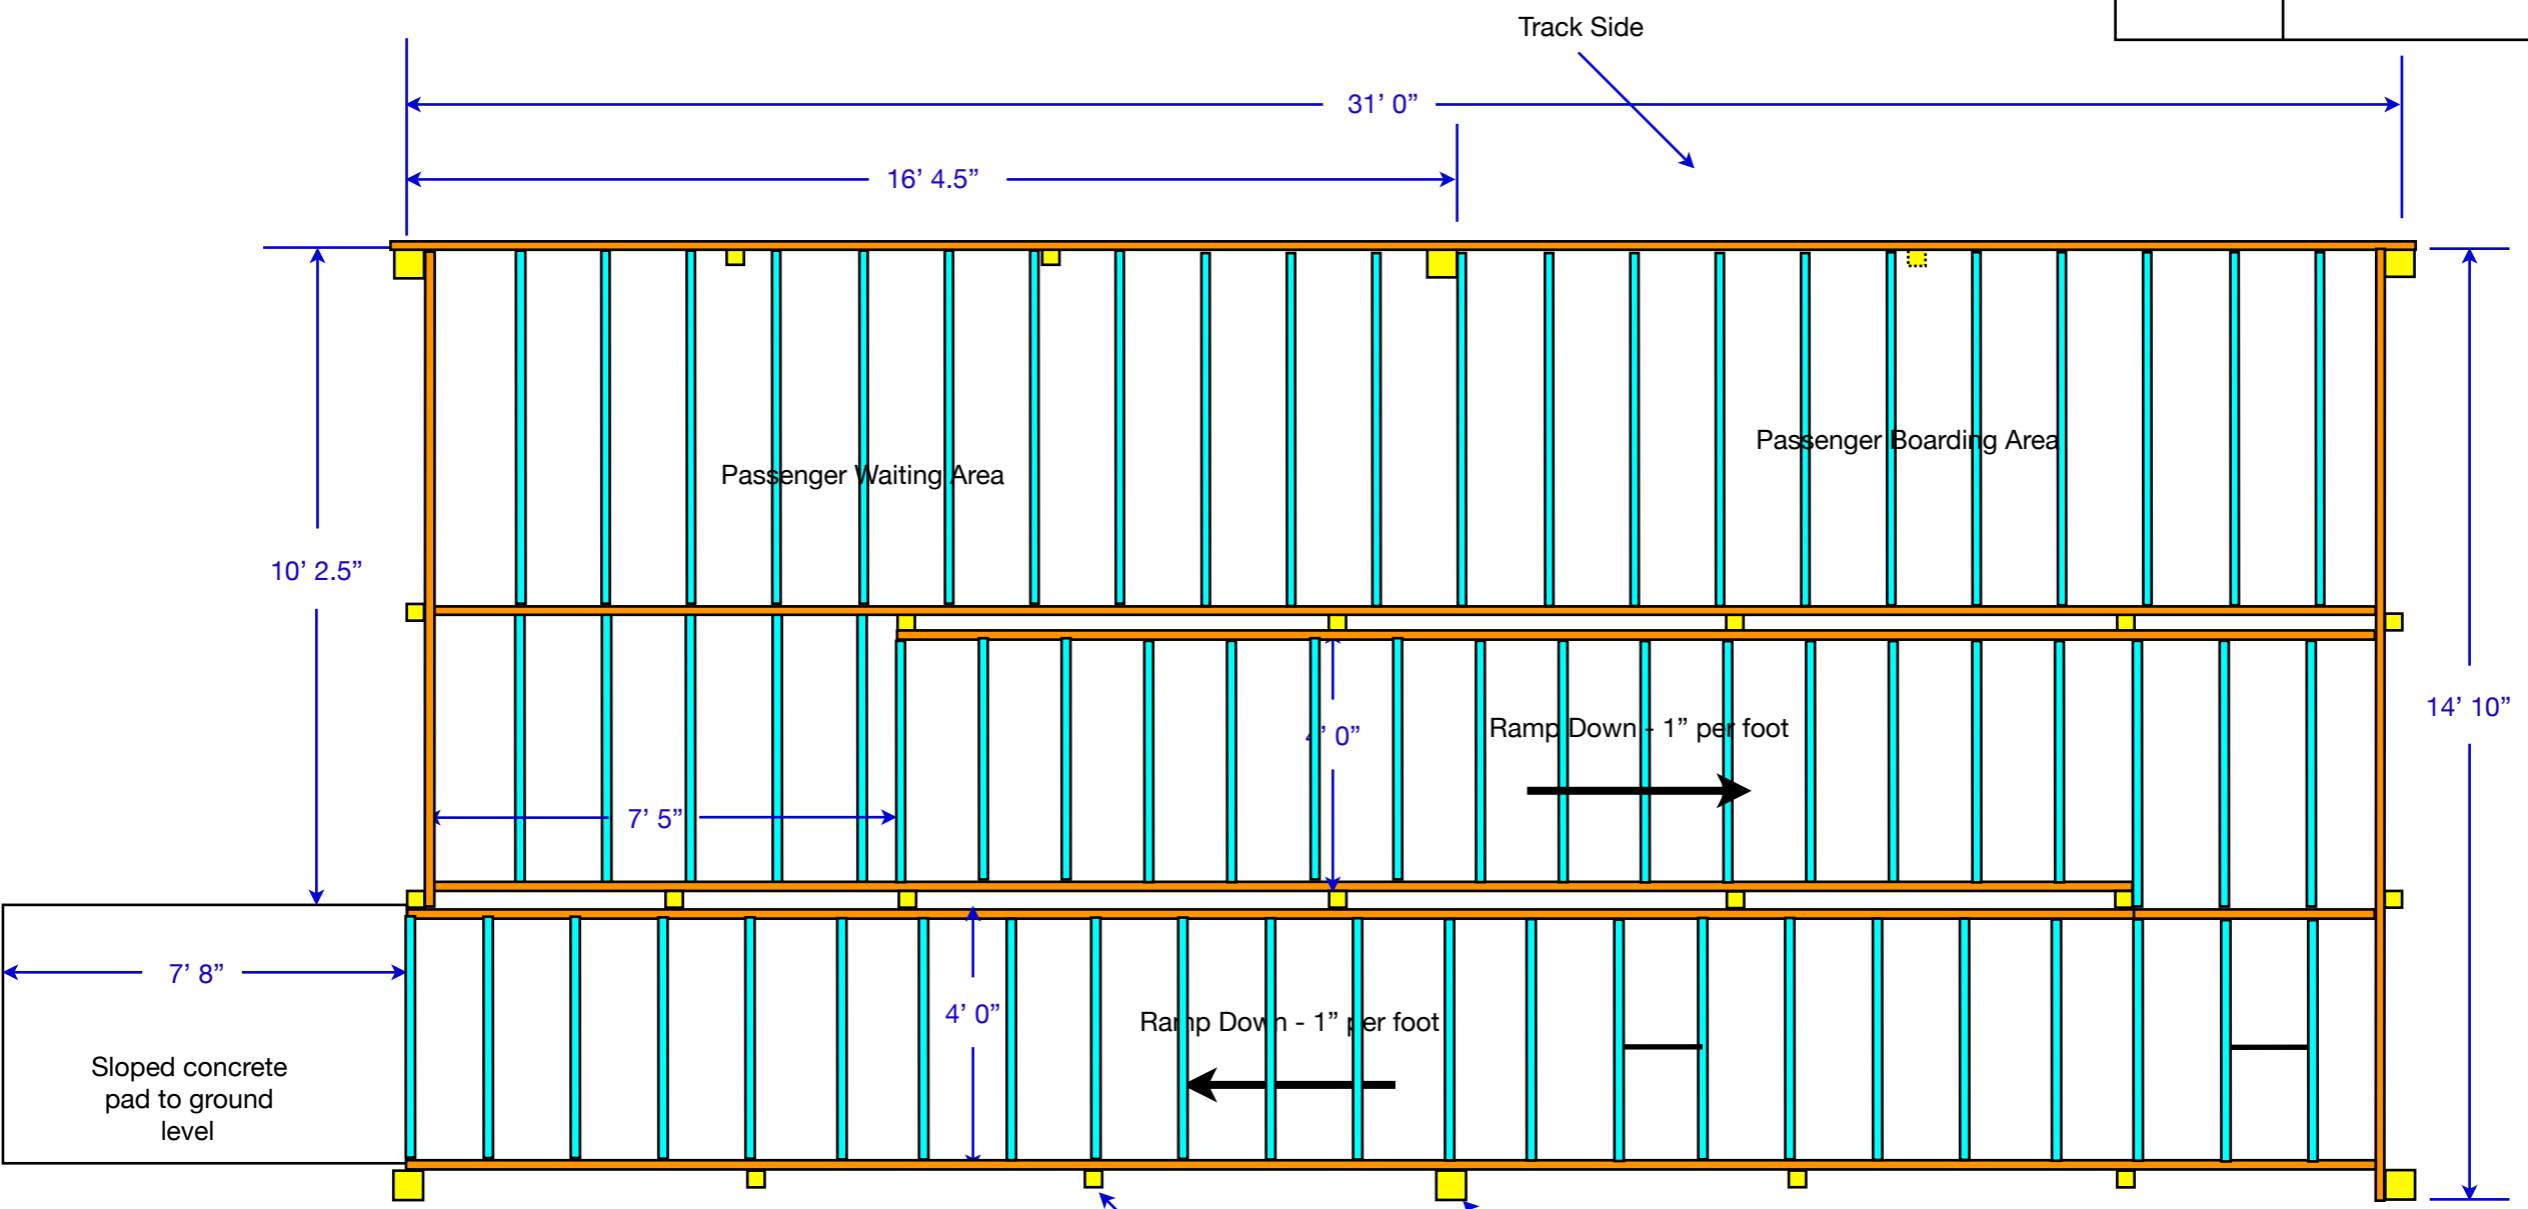 Track Side
31’ 0”
16’ 4.5”
Passenger Boarding Area
Passenger Waiting Area
10’ 2.5”
14’ 10”
Ramp Down - 1” per foot
’ 0”
7’ 5”
7’ 8”
4’ 0”
Ramp Down - 1” per foot
Sloped concrete
pad to ground
level